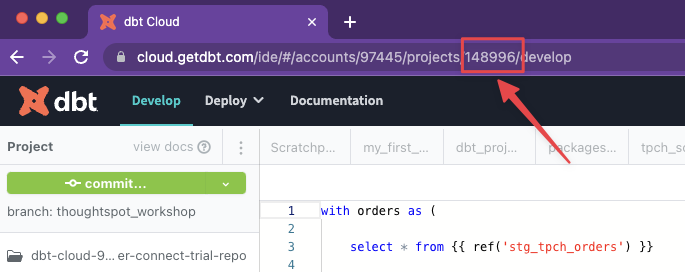 dbt Cloud
cloud.getdbt.com/ide/#/accounts/97445/projects/148996/develop
dbt Develop Deploy Documentation
Project view docs
Scratchp... my_first_... dbt_proj... packages... tpch_so
commit...
branch: thoughtspot_workshop
dbt-cloud-9... er-connect-trial-repo
1 with orders as (
2
3 select * from {{ ref('stg_tpch_orders') }}
4